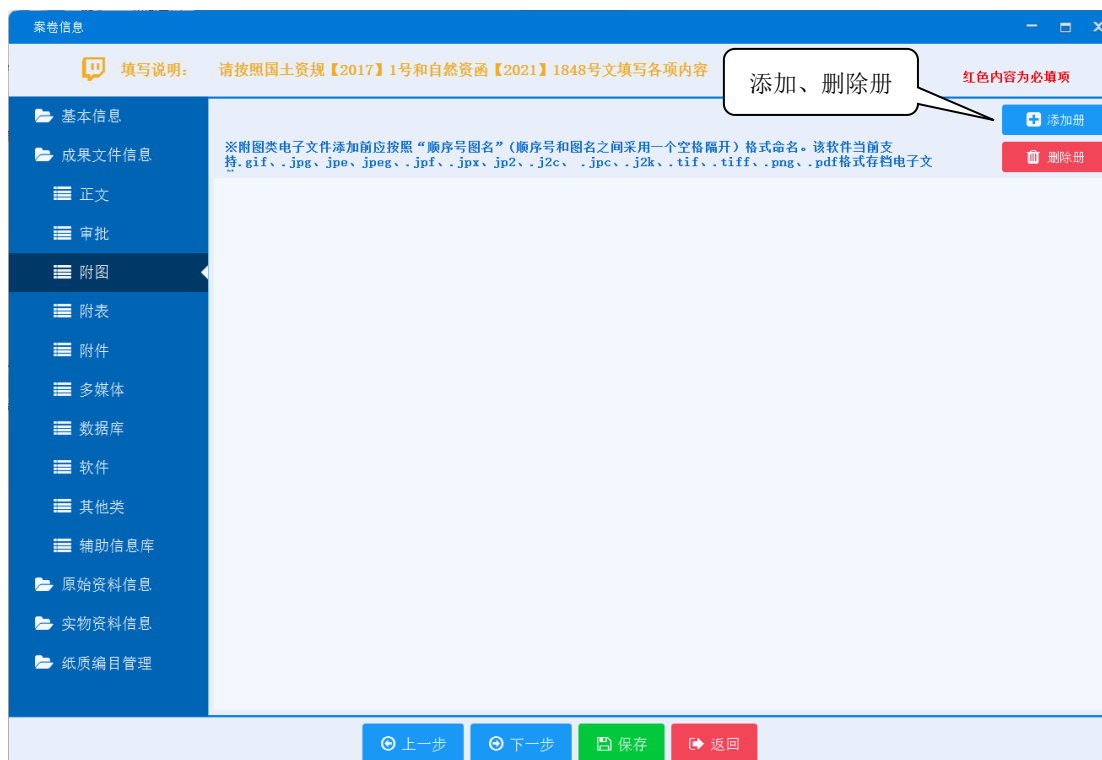 案卷信息
填写说明： 请按照国土资规【2017】1号和自然资函【2021】1848号文填写各项内容
红色内容为必填项
添加、删除册
添加册
删除册
※附图类电子文件添加前应按照“顺序号图名”（顺序号和图名之间采用一个空格隔开）格式命名。该软件当前支
持.gif、.jpg、jpe、jpeg、.jpf、.jpx、jp2、.j2c、 .jpc、.j2k、.tif、.tiff、.png、.pdf格式存档电子文
基本信息
成果文件信息
正文
审批
附图
附表
附件
多媒体
数据库
软件
其他类
辅助信息库
原始资料信息
实物资料信息
纸质编目管理
上一步
下一步
保存
返回